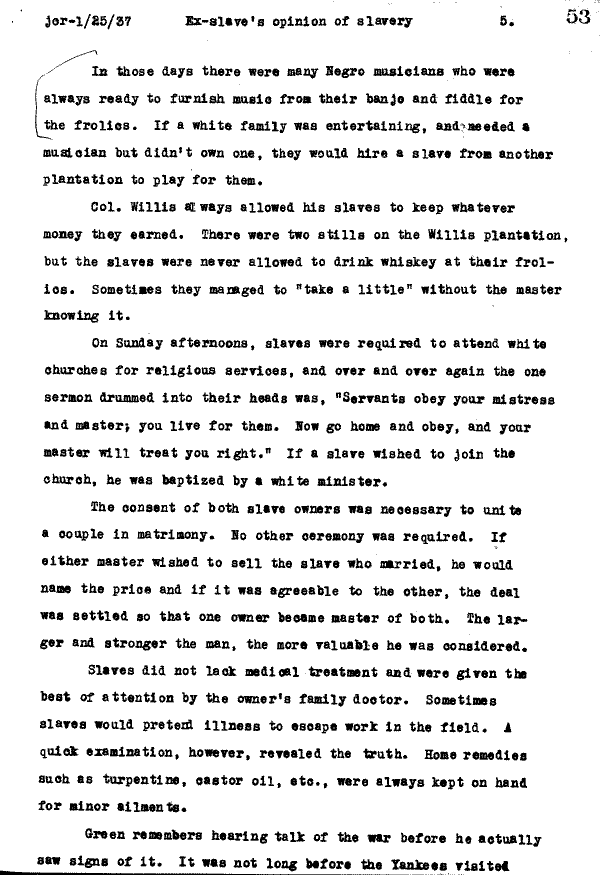 jer-1/25/37 Ex-slave's opinion of slavery 5. 53
In those days there were many Negro musicians who were
always ready to furnish music from their banjo and fiddle for
the frolics. If a white family was entertaining, and needed a
musician but didn't own one, they would hire a slave from another
plantation to play for them.
Col. Willis always allowed his slaves to keep whatever
money they earned. There were two stills on the Willis plantation,
but the slaves were never allowed to drink whiskey at their frol-
ics. Sometimes they managed to "take a little" without the master
knowing it.
On Sunday afternoons, slaves were required to attend white
churches for religious services, and over and over again the one
sermon drummed into their heads was, "Servants obey your mistress
and master; you live for them. Now go home and obey, and your
master will treat you right." If a slave wished to join the
church, he was baptized by a white minister.
The consent of both slave owners was necessary to unite
a couple in matrimony. No other ceremony was required. If
either master wished to sell the slave who married, he would
name the price and if it was agreeable to the other, the deal
was settled so that one owner became master of both. The lar-
ger and stronger the man, the more valuable he was considered.
Slaves did not lack medical treatment and were given the
best of attention by the owner's family doctor. Sometimes
slaves would pretend illness to escape work in the field. A
quick examination, however, revealed the truth. Home remedies
such as turpentine, castor oil, etc., were always kept on hand
for minor ailments.
Green remembers hearing talk of the war before he actually
saw signs of it. It was not long before the Yankees visited